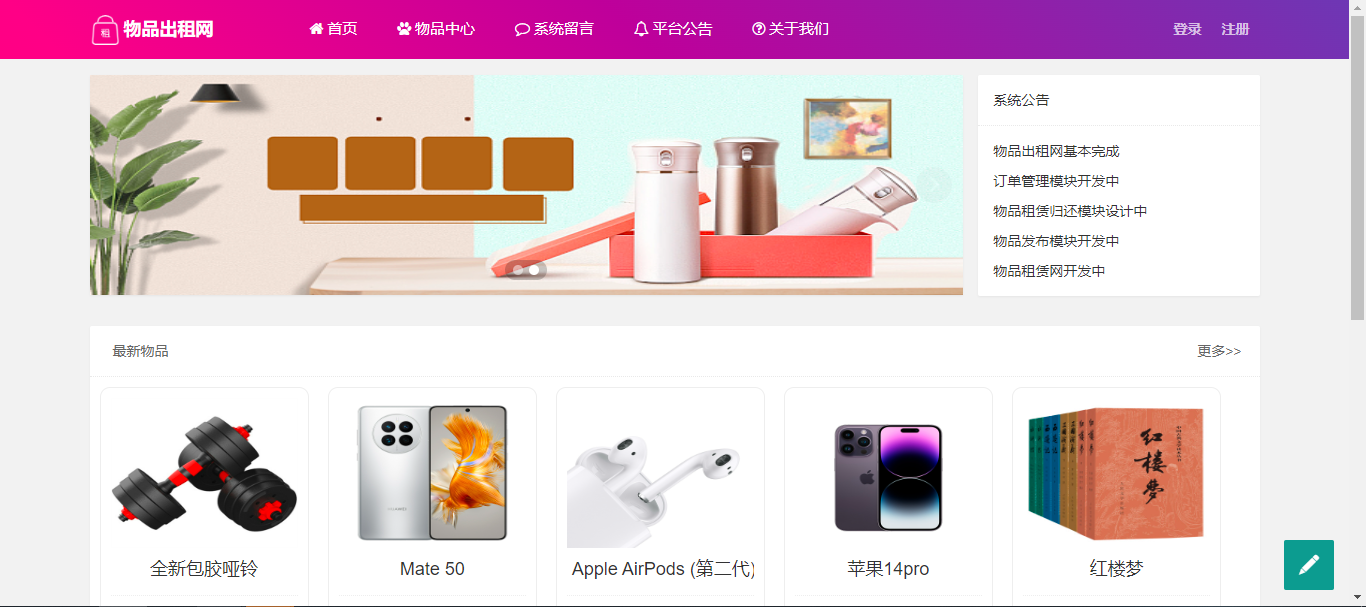 租 物品出租网 首页 物品中心 系统留言 平台公告 关于我们 登录 注册
系统公告
物品出租网基本完成
订单管理模块开发中
物品租赁归还模块设计中
物品发布模块开发中
物品租赁网开发中
最新物品 更多>>
红楼梦
全新包胶哑铃 Mate 50 Apple AirPods (第二代) 苹果14pro 红楼梦